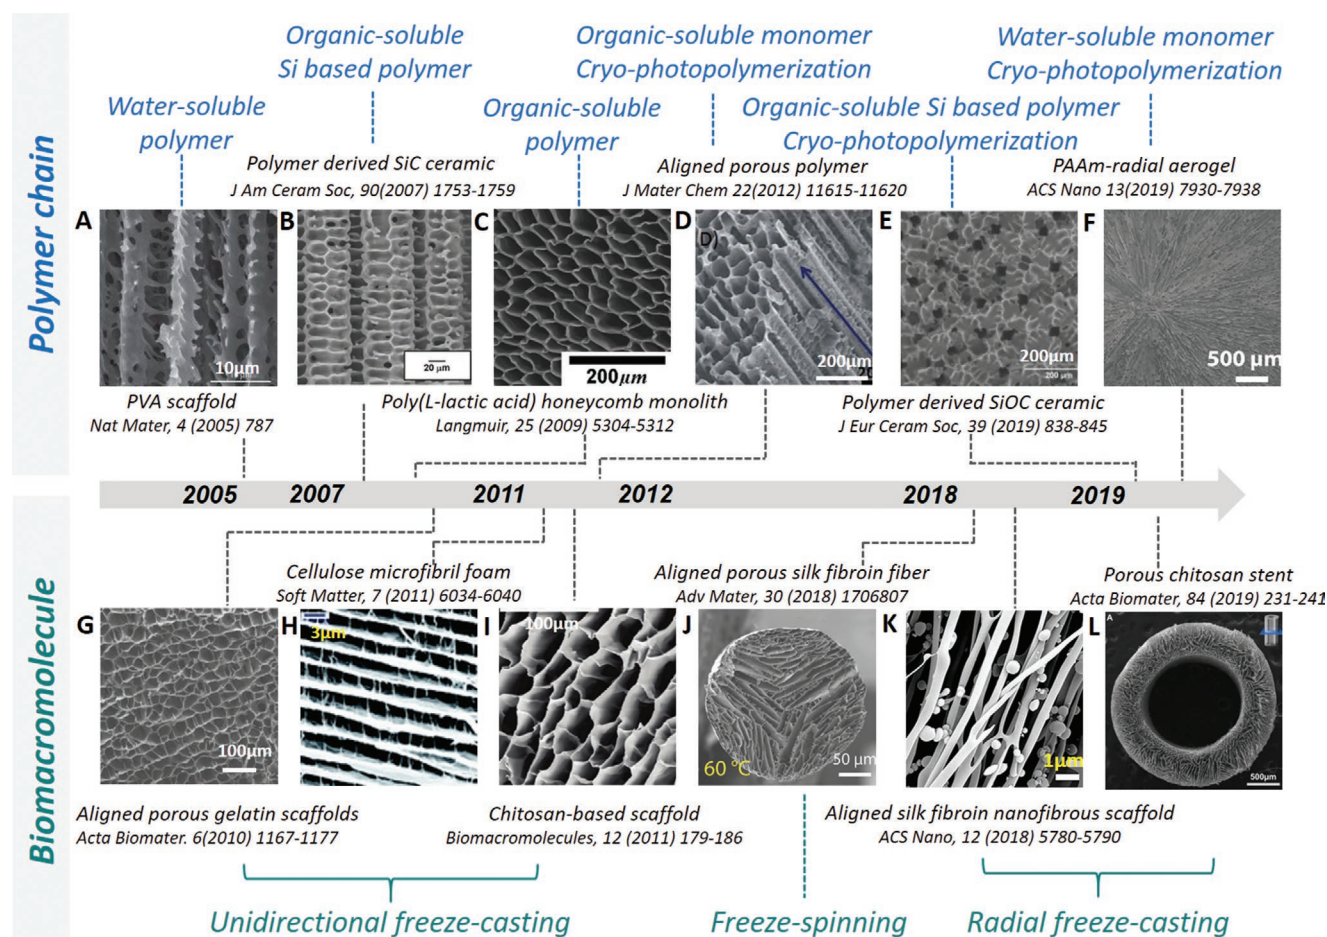 Polymer chain
Organic-soluble
Si based polymer
Organic-soluble monomer
Cryo-photopolymerization
Water-soluble monomer
Cryo-photopolymerization
Water-soluble
polymer
Organic-soluble
polymer
Organic-soluble Si based polymer
Cryo-photopolymerization
Polymer derived SiC ceramic
J Am Ceram Soc, 90(2007) 1753-1759
Aligned porous polymer
J Mater Chem 22(2012) 11615-11620
PAAm-radial aerogel
ACS Nano 13(2019) 7930-7938
A
10μm
B
20 μm
C
200μm
D
D)
200μm
E
200μm
200 μm
F
500 μm
PVA scaffold
Nat Mater, 4 (2005) 787
Poly(L-lactic acid) honeycomb monolith
Langmuir, 25 (2009) 5304-5312
Polymer derived SiOC ceramic
J Eur Ceram Soc, 39 (2019) 838-845
2005
2007
2011
2012
2018
2019
Biomacromolecule
Cellulose microfibril foam
Soft Matter, 7 (2011) 6034-6040
Aligned porous silk fibroin fiber
Adv Mater, 30 (2018) 1706807
Porous chitosan stent
Acta Biomater, 84 (2019) 231-241
G
100μm
H
3μm
I
100μm
J
60 °C
50 μm
K
1μm
L
A
500μm
Aligned porous gelatin scaffolds
Acta Biomater. 6(2010) 1167-1177
Chitosan-based scaffold
Biomacromolecules, 12 (2011) 179-186
Aligned silk fibroin nanofibrous scaffold
ACS Nano, 12 (2018) 5780-5790
Unidirectional freeze-casting
Freeze-spinning
Radial freeze-casting